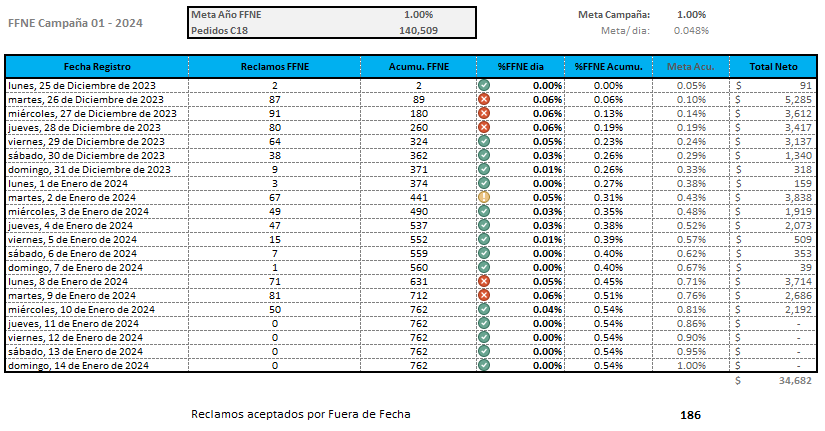 FFNE Campaña 01 - 2024
Meta Año FFNE 1.00%
Pedidos C18 140,509
Meta Campaña: 1.00%
Meta/ dia: 0.048%
Fecha Registro Reclamos FFNE Acumu. FFNE %FFNE dia %FFNE Acumu. Meta Acu. Total Neto
lunes, 25 de Diciembre de 2023 2 2 0.00% 0.00% 0.05% $ 91
martes, 26 de Diciembre de 2023 87 89 0.06% 0.06% 0.10% $ 5,285
miércoles, 27 de Diciembre de 2023 91 180 0.06% 0.13% 0.14% $ 3,612
jueves, 28 de Diciembre de 2023 80 260 0.06% 0.19% 0.19% $ 3,417
viernes, 29 de Diciembre de 2023 64 324 0.05% 0.23% 0.24% $ 3,137
sábado, 30 de Diciembre de 2023 38 362 0.03% 0.26% 0.29% $ 1,340
domingo, 31 de Diciembre de 2023 9 371 0.01% 0.26% 0.33% $ 318
lunes, 1 de Enero de 2024 3 374 0.00% 0.27% 0.38% $ 159
martes, 2 de Enero de 2024 67 441 0.05% 0.31% 0.43% $ 3,838
miércoles, 3 de Enero de 2024 49 490 0.03% 0.35% 0.48% $ 1,919
jueves, 4 de Enero de 2024 47 537 0.03% 0.38% 0.52% $ 2,073
viernes, 5 de Enero de 2024 15 552 0.01% 0.39% 0.57% $ 509
sábado, 6 de Enero de 2024 7 559 0.00% 0.40% 0.62% $ 353
domingo, 7 de Enero de 2024 1 560 0.00% 0.40% 0.67% $ 39
lunes, 8 de Enero de 2024 71 631 0.05% 0.45% 0.71% $ 3,714
martes, 9 de Enero de 2024 81 712 0.06% 0.51% 0.76% $ 2,686
miércoles, 10 de Enero de 2024 50 762 0.04% 0.54% 0.81% $ 2,192
jueves, 11 de Enero de 2024 0 762 0.00% 0.54% 0.86% $ -
viernes, 12 de Enero de 2024 0 762 0.00% 0.54% 0.90% $ -
sábado, 13 de Enero de 2024 0 762 0.00% 0.54% 0.95% $ -
domingo, 14 de Enero de 2024 0 762 0.00% 0.54% 1.00% $ -
$ 34,682
Reclamos aceptados por Fuera de Fecha 186